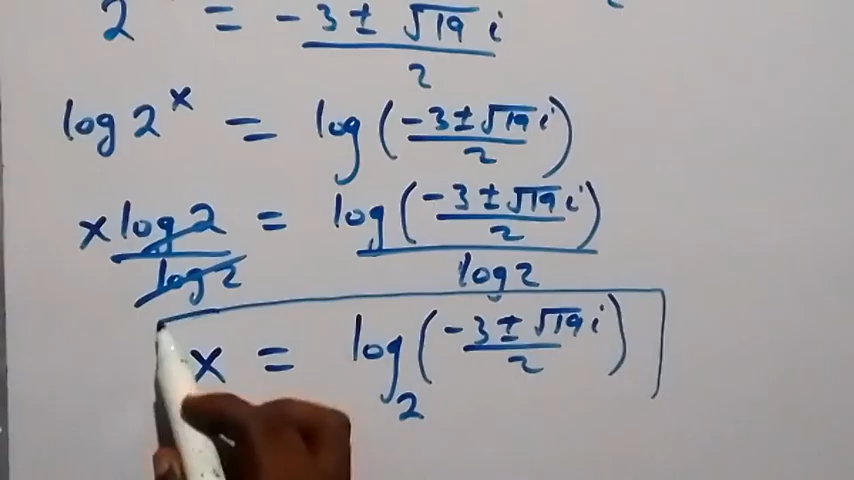 2 = -3 ± √19 i / 2
log 2^x = log(-3 ± √19 i / 2)
x log 2 / log 2 = log(-3 ± √19 i / 2) / log 2
x = log_2(-3 ± √19 i / 2)